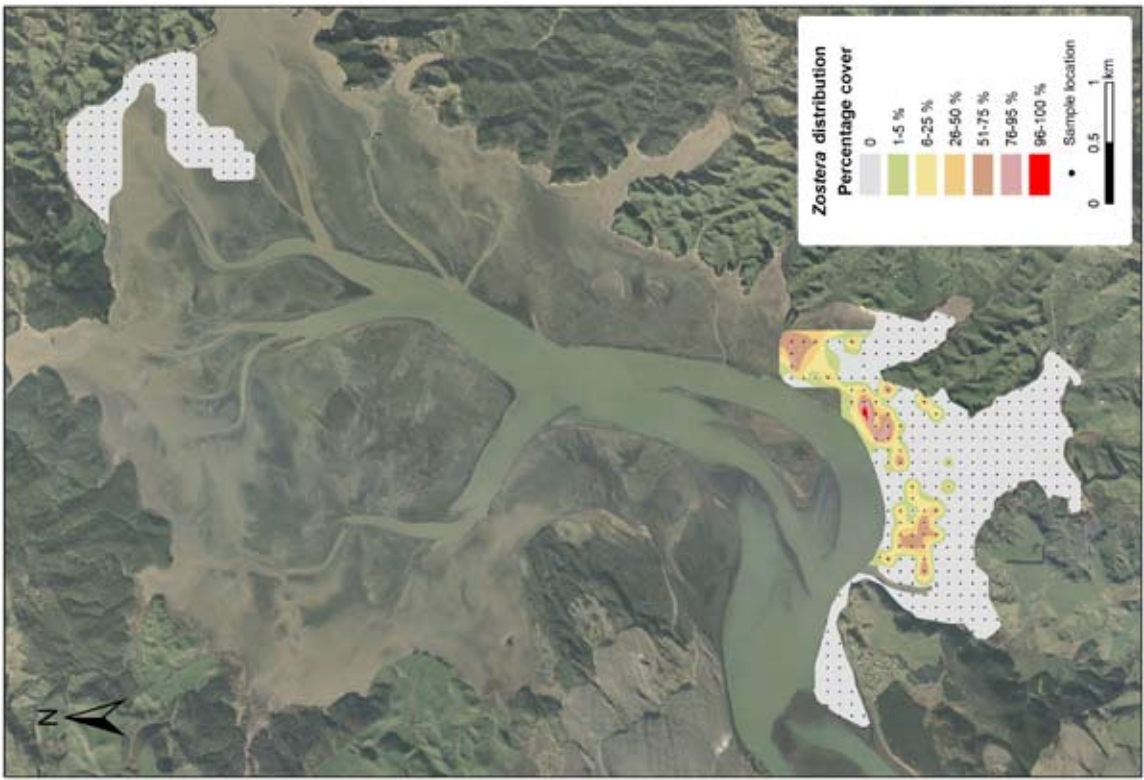 N
Zostera distribution
Percentage cover
0
1-5 %
6-25 %
26-50 %
51-75 %
76-95 %
96-100 %
Sample location
0 0.5 1
km